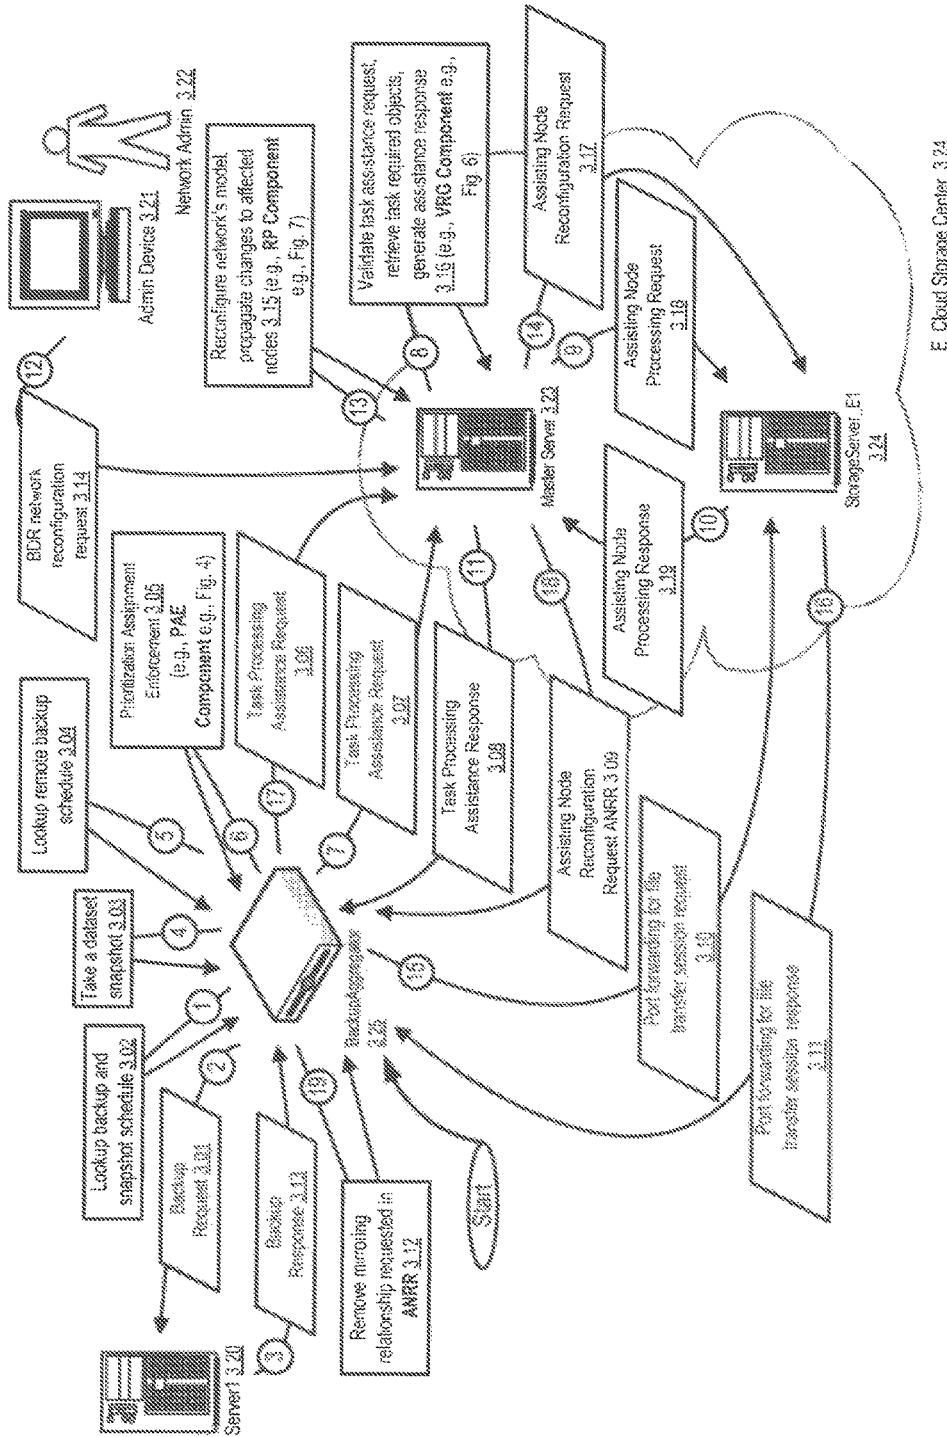 Server1 3.20
Backup
Request 3.01
Backup
Response 3.13
Lookup backup and
snapshot schedule 3.02
Take a dataset
snapshot 3.03
Lookup remote backup
schedule 3.04
Prioritization Assignment
Enforcement 3.05
(e.g., PAE
Component e.g., Fig. 4)
BDR network
reconfiguration
request 3.14
Admin Device 3.21
Network Admin 3.22
Reconfigure network's model
propagate changes to affected
nodes 3.15 (e.g., RP Component
e.g., Fig. 7)
Validate task assistance request,
retrieve task required objects,
generate assistance response
3.16 (e.g., VRG Component e.g.,
Fig. 6)
Task Processing
Assistance Request
3.06
Task Processing
Assistance Request
3.07
Task Processing
Assistance Response
3.08
Assisting Node
Reconfiguration
Request ANRR 3.09
Port forwarding for file
transfer session request
3.10
Port forwarding for file
transfer session response
3.11
Remove mirroring
relationship requested in
ANRR 3.12
Start
BackupAggregator
3.25
Master Server 3.23
Assisting Node
Reconfiguration Request
3.17
Assisting Node
Processing Request
3.18
Assisting Node
Processing Response
3.19
StorageServer_E1
3.24
E. Cloud Storage Center 3.24
1
2
3
4
5
6
7
8
9
10
11
12
13
14
15
16
17
18
19